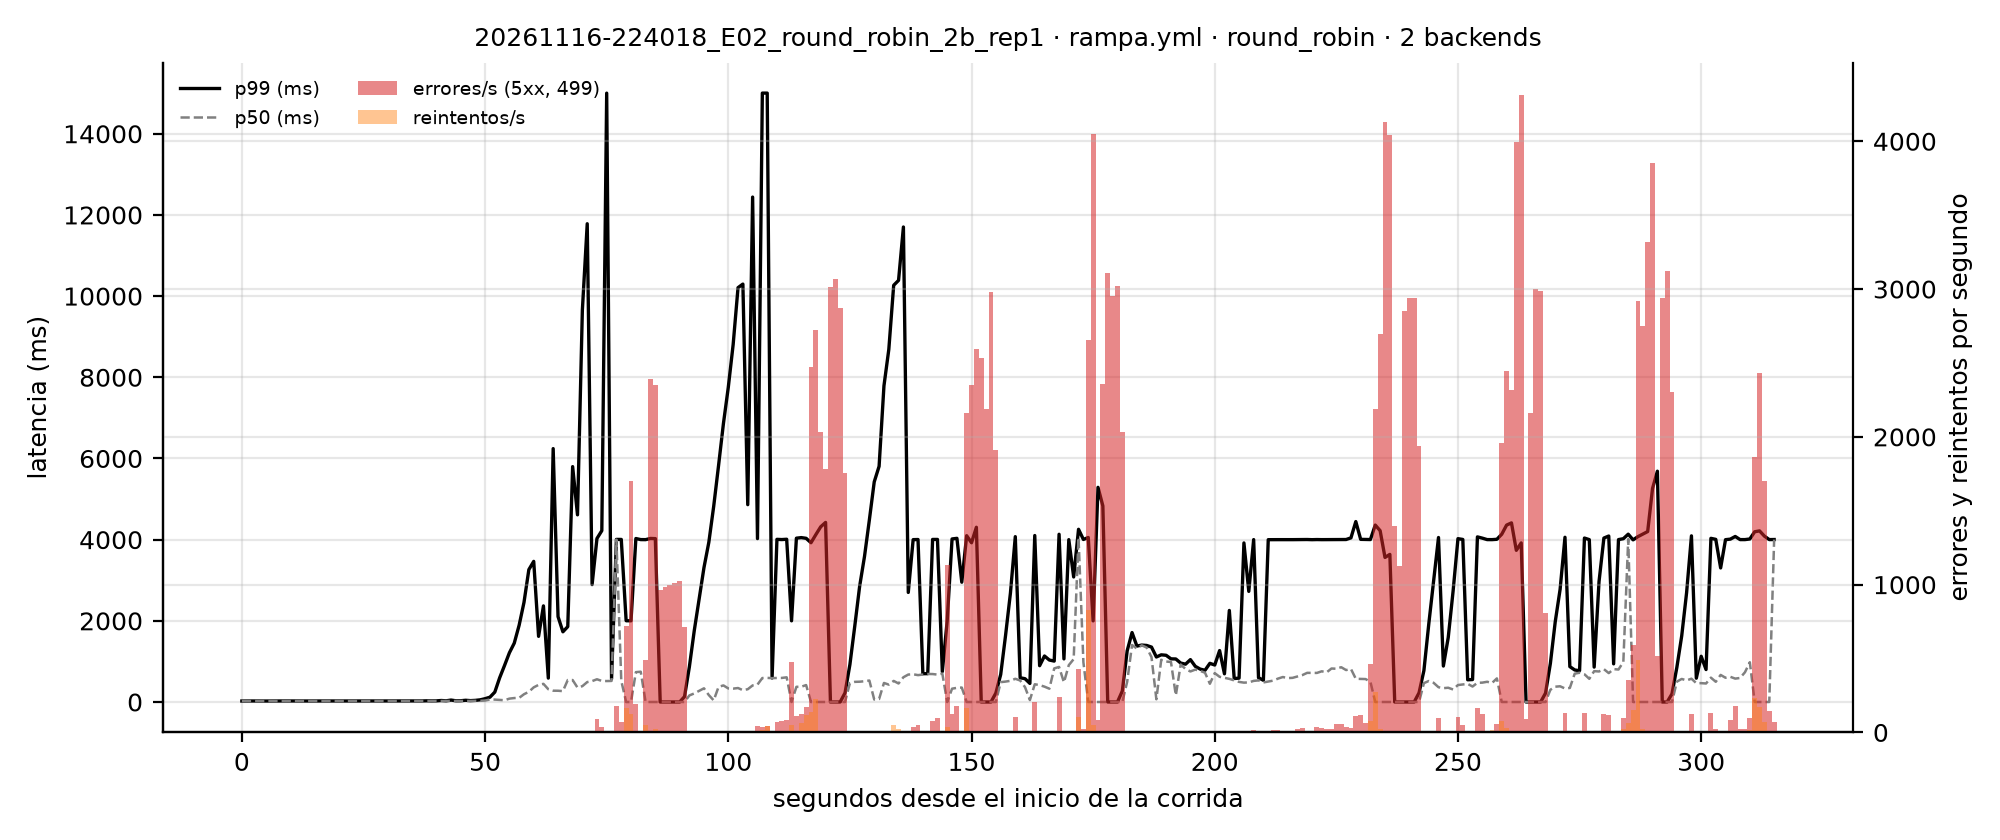 20261116-224018_E02_round_robin_2b_rep1 · rampa.yml · round_robin · 2 backends
p99 (ms)
p50 (ms)
errores/s (5xx, 499)
reintentos/s
latencia (ms)
14000
12000
10000
8000
6000
4000
2000
0
4000
3000
2000
1000
0
errores y reintentos por segundo
0 50 100 150 200 250 300
segundos desde el inicio de la corrida